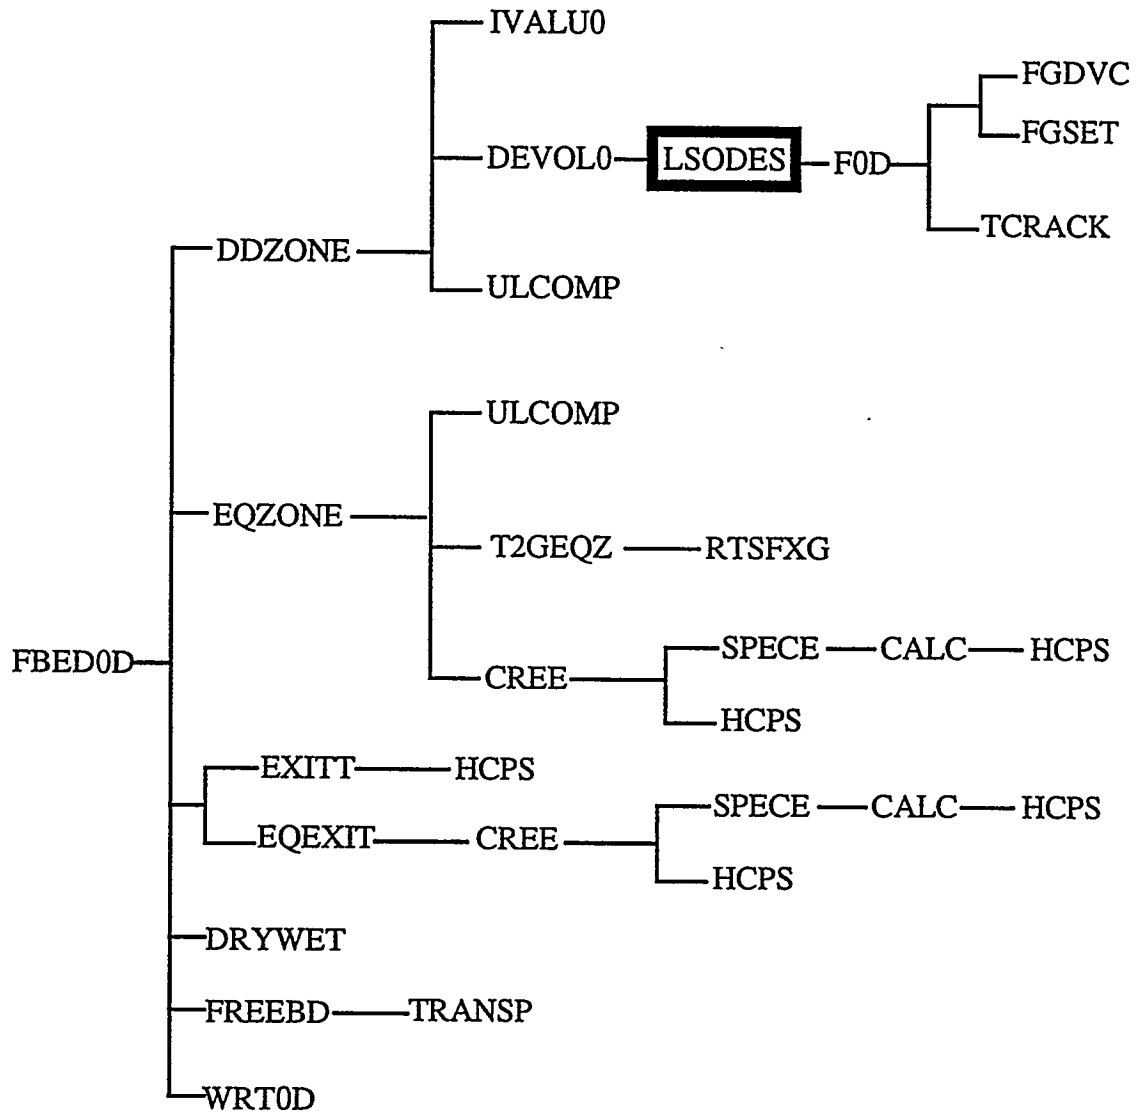 IVALU0
FGDVC
FGSET
DEVOL0
LSODES
F0D
TCRACK
DDZONE
ULCOMP
ULCOMP
EQZONE
T2GEQZ
RTSFXG
FBED0D
CREE
SPECE
CALC
HCPS
HCPS
EXITT
HCPS
EQEXIT
CREE
SPECE
CALC
HCPS
HCPS
DRYWET
FREEBD
TRANSP
WRT0D